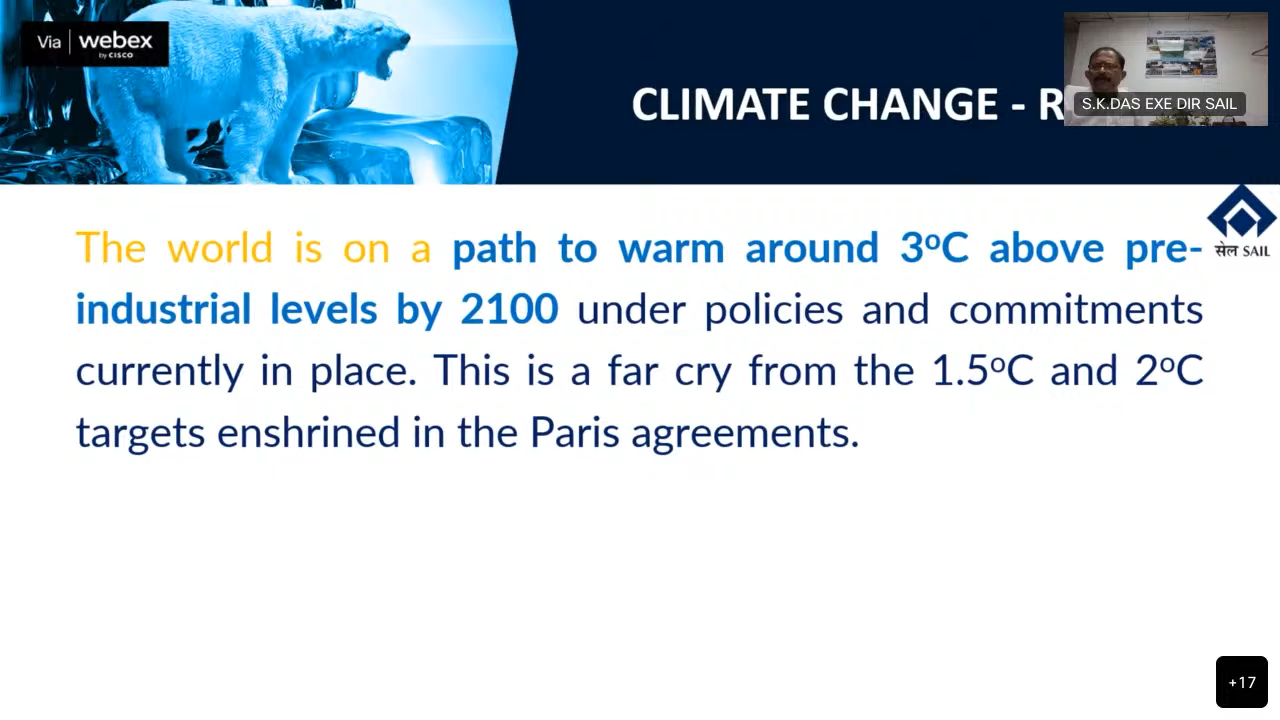 Via webex
by CISCO
CLIMATE CHANGE - R
S.K.DAS EXE DIR SAIL
सेल SAIL
The world is on a path to warm around 3ºC above pre-
industrial levels by 2100 under policies and commitments
currently in place. This is a far cry from the 1.5ºC and 2ºC
targets enshrined in the Paris agreements.
+17